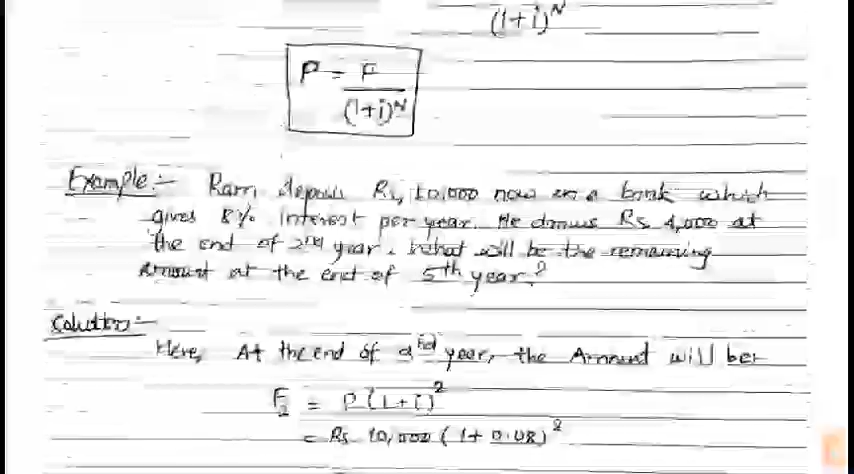 (1+i)^N
P = F
(1+i)^N
Example:- Ram deposits Rs, 10,000 now in a bank which
gives 8% interest per year. He draws Rs 4,000 at
the end of 2nd year. What will be the remaining
Amount at the end of 5th year?
Solution:-
Here, At the end of 2nd year, the Amount will be:-
F₂ = P(1+i)²
= Rs. 10,000 (1+0.08)²